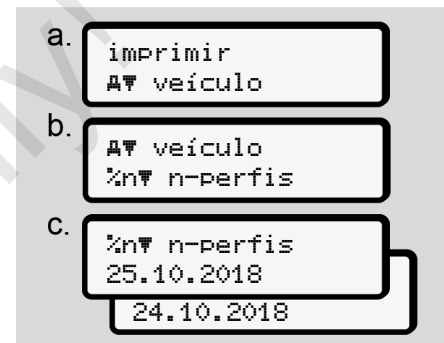 a.
imprimir
A▼ veículo
b.
A▼ veículo
%n▼ n-perfis
c.
%n▼ n-perfis
25.10.2018
24.10.2018